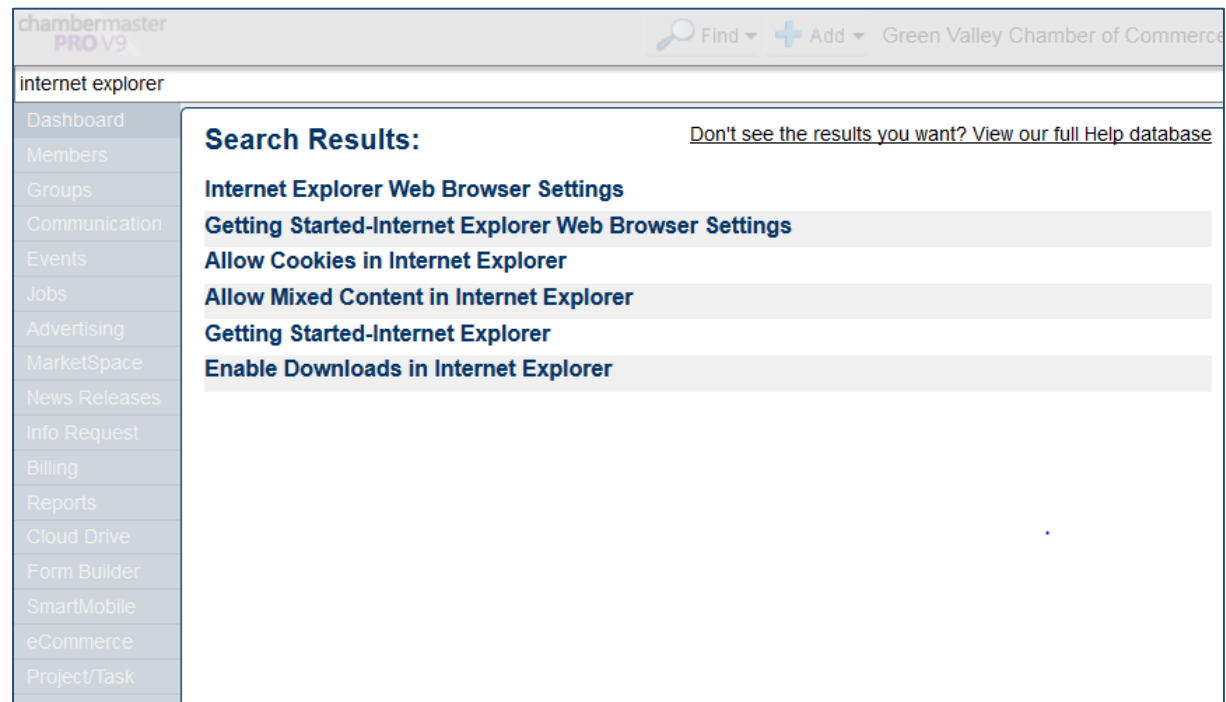 chambermaster
PRO V9
Find Add Green Valley Chamber of Commerce
internet explorer
Dashboard
Members
Groups
Communication
Events
Jobs
Advertising
MarketSpace
News Releases
Info Request
Billing
Reports
Cloud Drive
Form Builder
SmartMobile
eCommerce
Project/Task
Search Results:
Don't see the results you want? View our full Help database
Internet Explorer Web Browser Settings
Getting Started-Internet Explorer Web Browser Settings
Allow Cookies in Internet Explorer
Allow Mixed Content in Internet Explorer
Getting Started-Internet Explorer
Enable Downloads in Internet Explorer